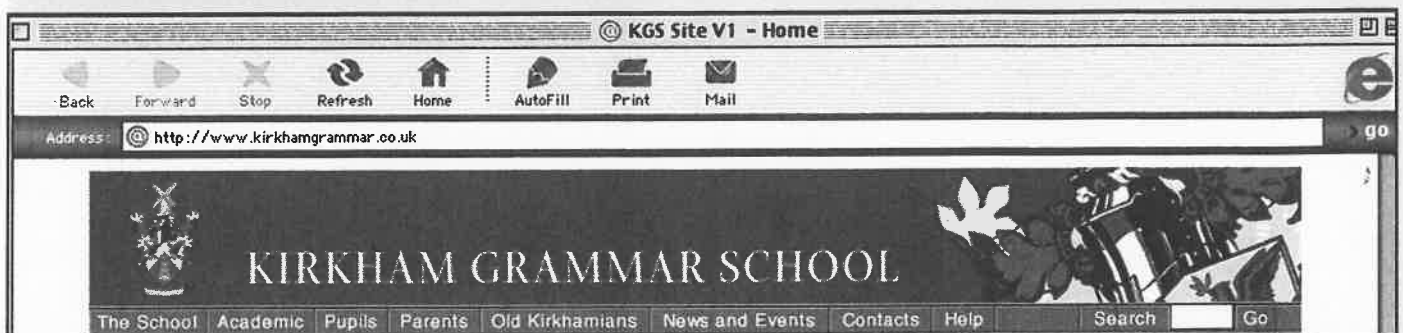 @ KGS Site V1 - Home
Back Forward Stop Refresh Home AutoFill Print Mail
Address: @ http://www.kirkhamgrammar.co.uk go
KIRKHAM GRAMMAR SCHOOL
The School Academic Pupils Parents Old Kirkhamians News and Events Contacts Help Search Go